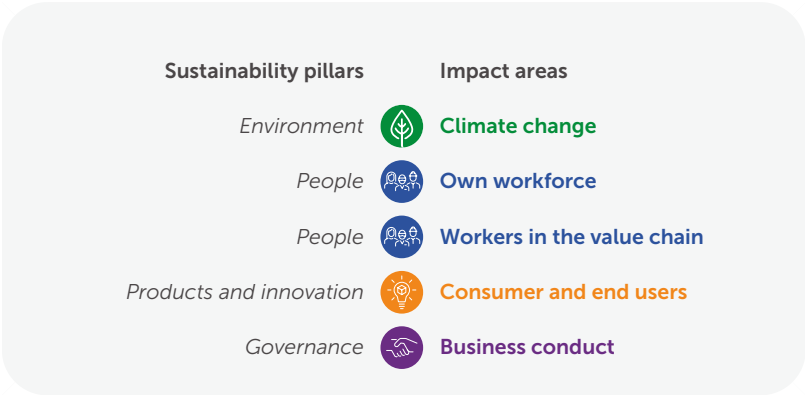 Sustainability pillars Impact areas
Environment Climate change
People Own workforce
People Workers in the value chain
Products and innovation Consumer and end users
Governance Business conduct